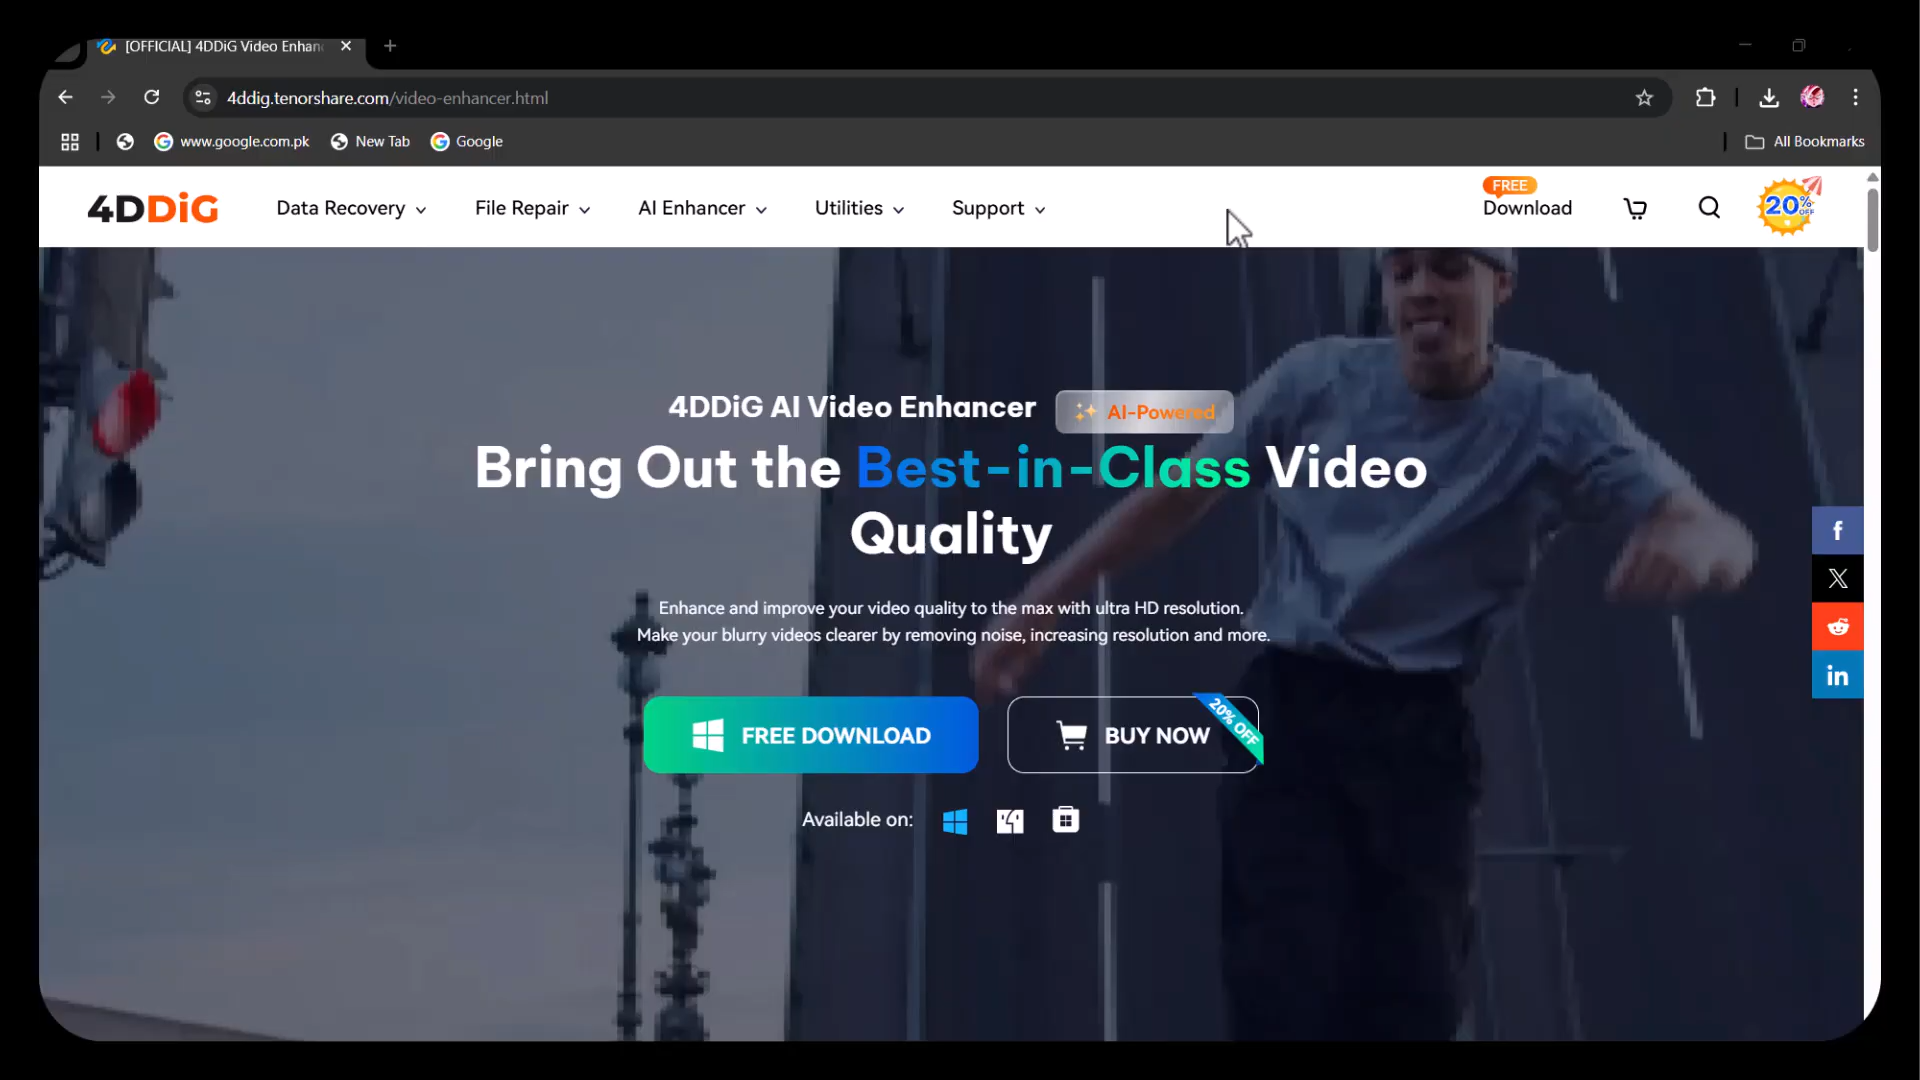 [OFFICIAL] 4DDiG Video Enhan
4ddig.tenorshare.com/video-enhancer.html
www.google.com.pk
New Tab
Google
All Bookmarks
4DDiG
Data Recovery
File Repair
AI Enhancer
Utilities
Support
FREE
Download
20% OFF
4DDiG AI Video Enhancer
AI-Powered
Bring Out the Best-in-Class Video
Quality
Enhance and improve your video quality to the max with ultra HD resolution.
Make your blurry videos clearer by removing noise, increasing resolution and more.
FREE DOWNLOAD
BUY NOW
20% OFF
Available on:
f
X
in